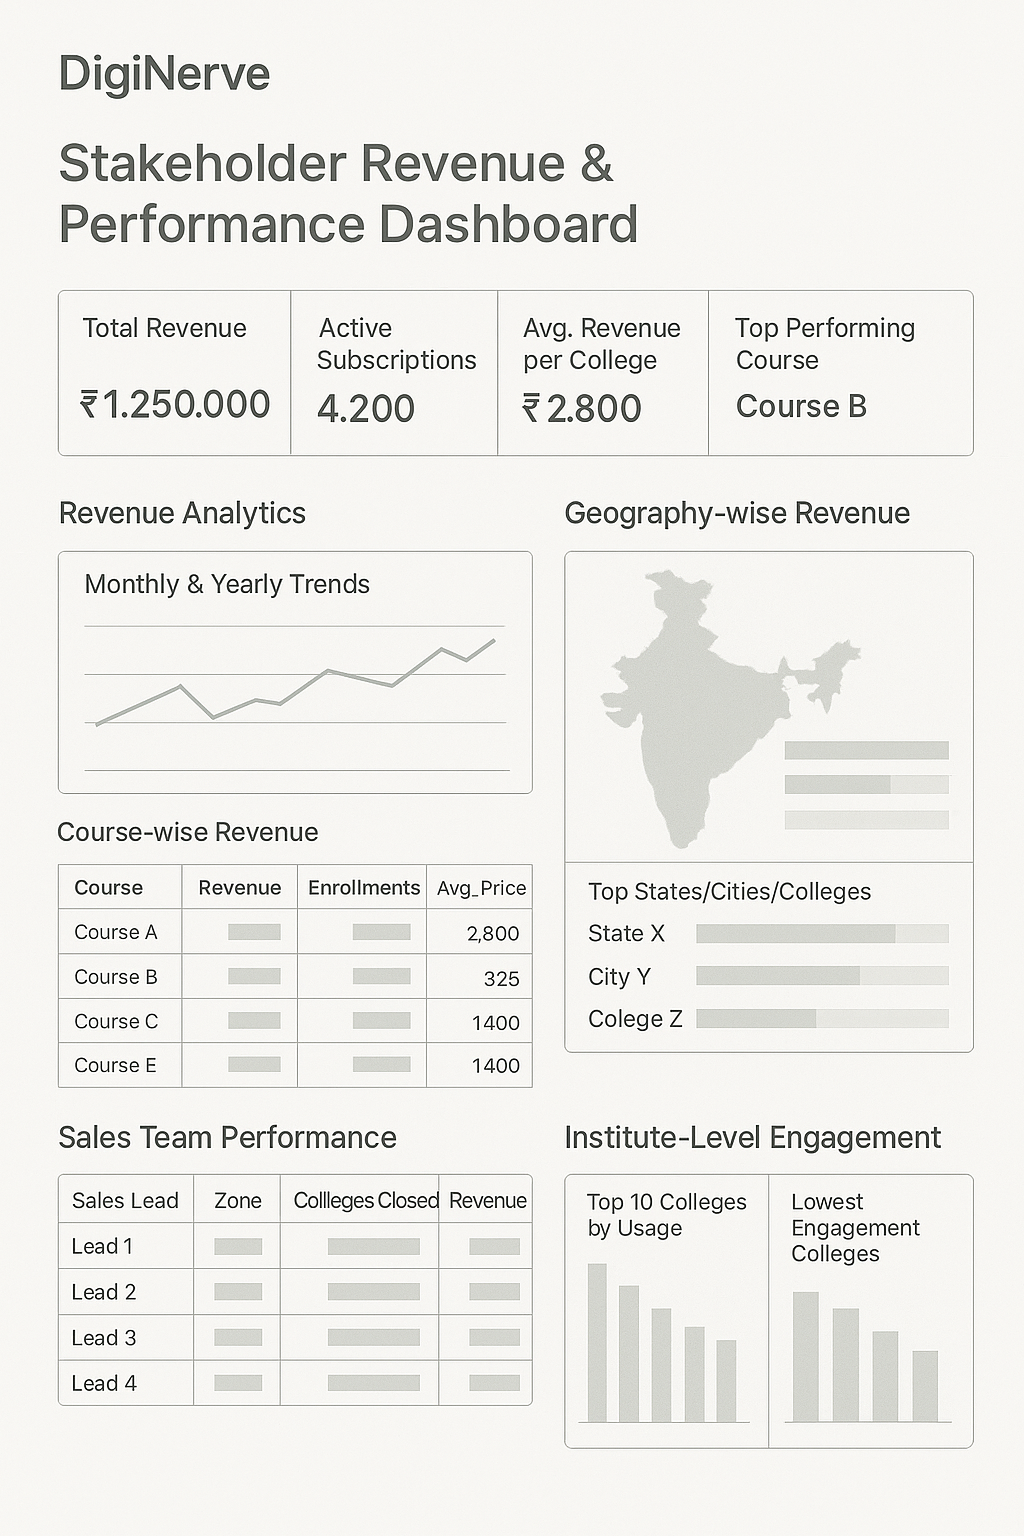 DigiNerve
Stakeholder Revenue &
Performance Dashboard
Total Revenue
₹1.250.000
Active
Subscriptions
4.200
Avg. Revenue
per College
₹2.800
Top Performing
Course
Course B
Revenue Analytics
Monthly & Yearly Trends
Geography-wise Revenue
Top States/Cities/Colleges
State X
City Y
Colege Z
Course-wise Revenue
Course Revenue Enrollments Avg_Price
Course A 2,800
Course B 325
Course C 1400
Course E 1400
Sales Team Performance
Sales Lead Zone Collleges Closed Revenue
Lead 1
Lead 2
Lead 3
Lead 4
Institute-Level Engagement
Top 10 Colleges
by Usage
Lowest
Engagement
Colleges